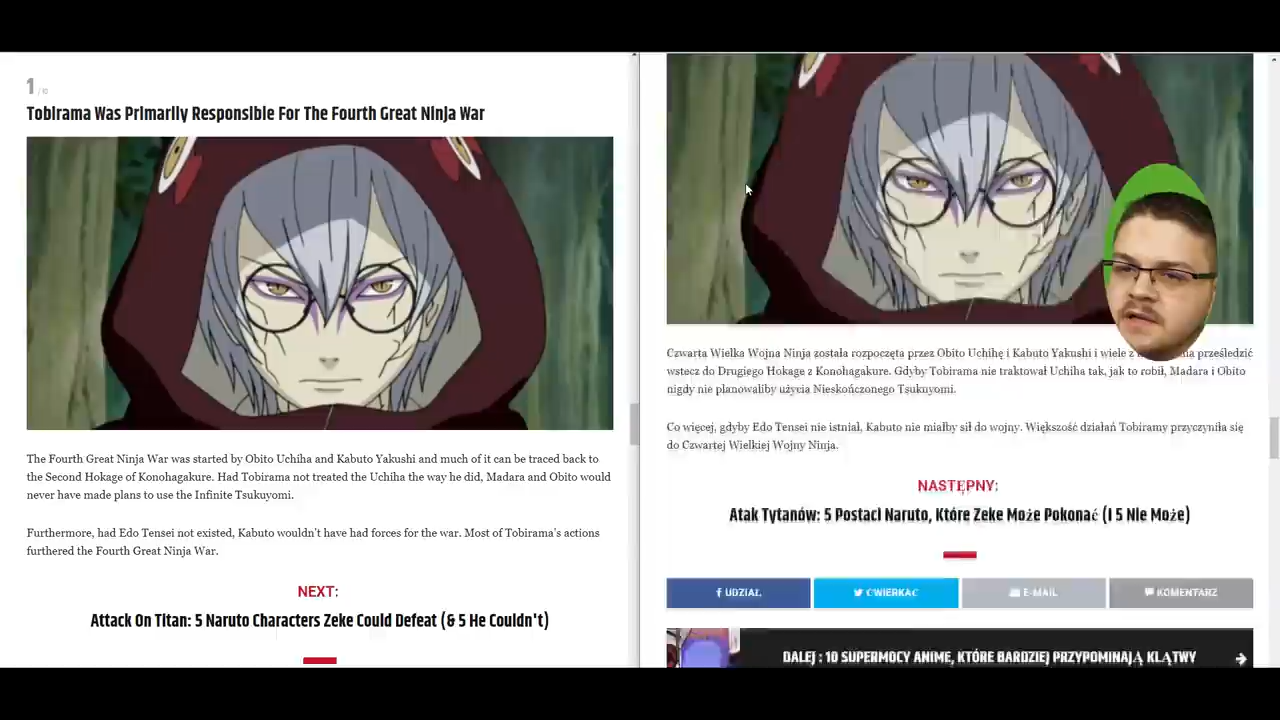 1 / 10
Tobirama Was Primarily Responsible For The Fourth Great Ninja War
The Fourth Great Ninja War was started by Obito Uchiha and Kabuto Yakushi and much of it can be traced back to
the Second Hokage of Konohagakure. Had Tobirama not treated the Uchiha the way he did, Madara and Obito would
never have made plans to use the Infinite Tsukuyomi.
Furthermore, had Edo Tensei not existed, Kabuto wouldn't have had forces for the war. Most of Tobirama's actions
furthered the Fourth Great Ninja War.
NEXT:
Attack On Titan: 5 Naruto Characters Zeke Could Defeat (& 5 He Couldn't)
Czwarta Wielka Wojna Ninja została rozpoczęta przez Obito Uchihę i Kabuto Yakushi i wiele z prześledzić
wstecz do Drugiego Hokage z Konohagakure. Gdyby Tobirama nie traktował Uchiha tak, jak to robił, Madara i Obito
nigdy nie planowaliby użycia Nieskończonego Tsukuyomi.
Co więcej, gdyby Edo Tensei nie istniał, Kabuto nie miałby sił do wojny. Większość działań Tobiramy przyczyniła się
do Czwartej Wielkiej Wojny Ninja.
NASTĘPNY:
Atak Tytanów: 5 Postaci Naruto, Które Zeke Może Pokonać (I 5 Nie Może)
UDZIAŁ
ĆWIERKAĆ
E-MAIL
KOMENTARZ
DALEJ : 10 SUPERMOCY ANIME, KTÓRE BARDZIEJ PRZYPOMINAJĄ KLĄTWY